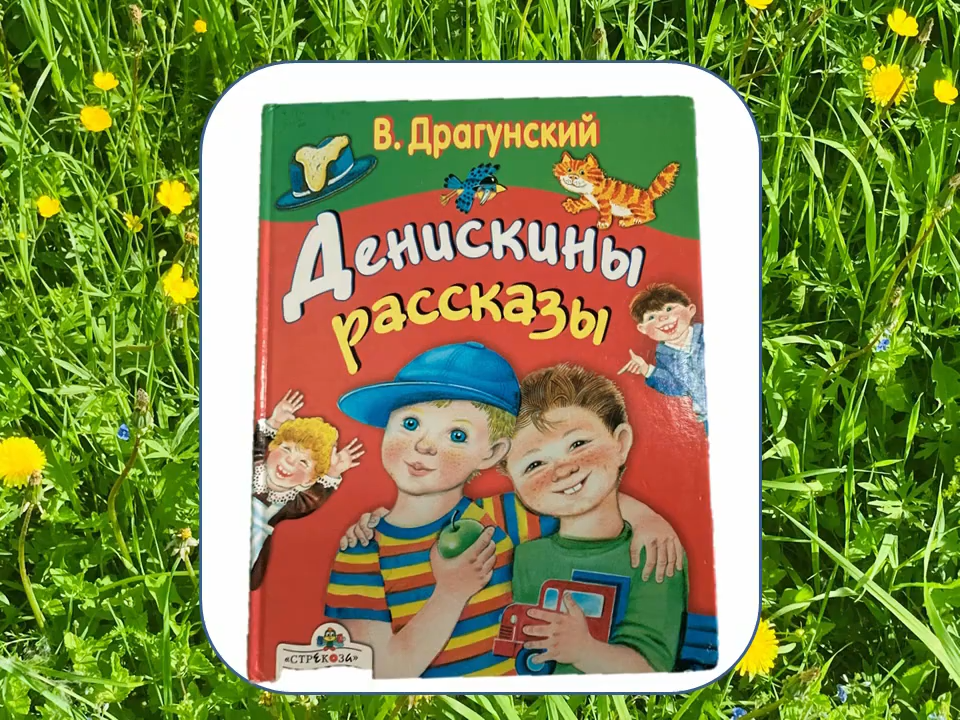 В. Драгунский
Денискины
рассказы
«СТРЕКОЗА»